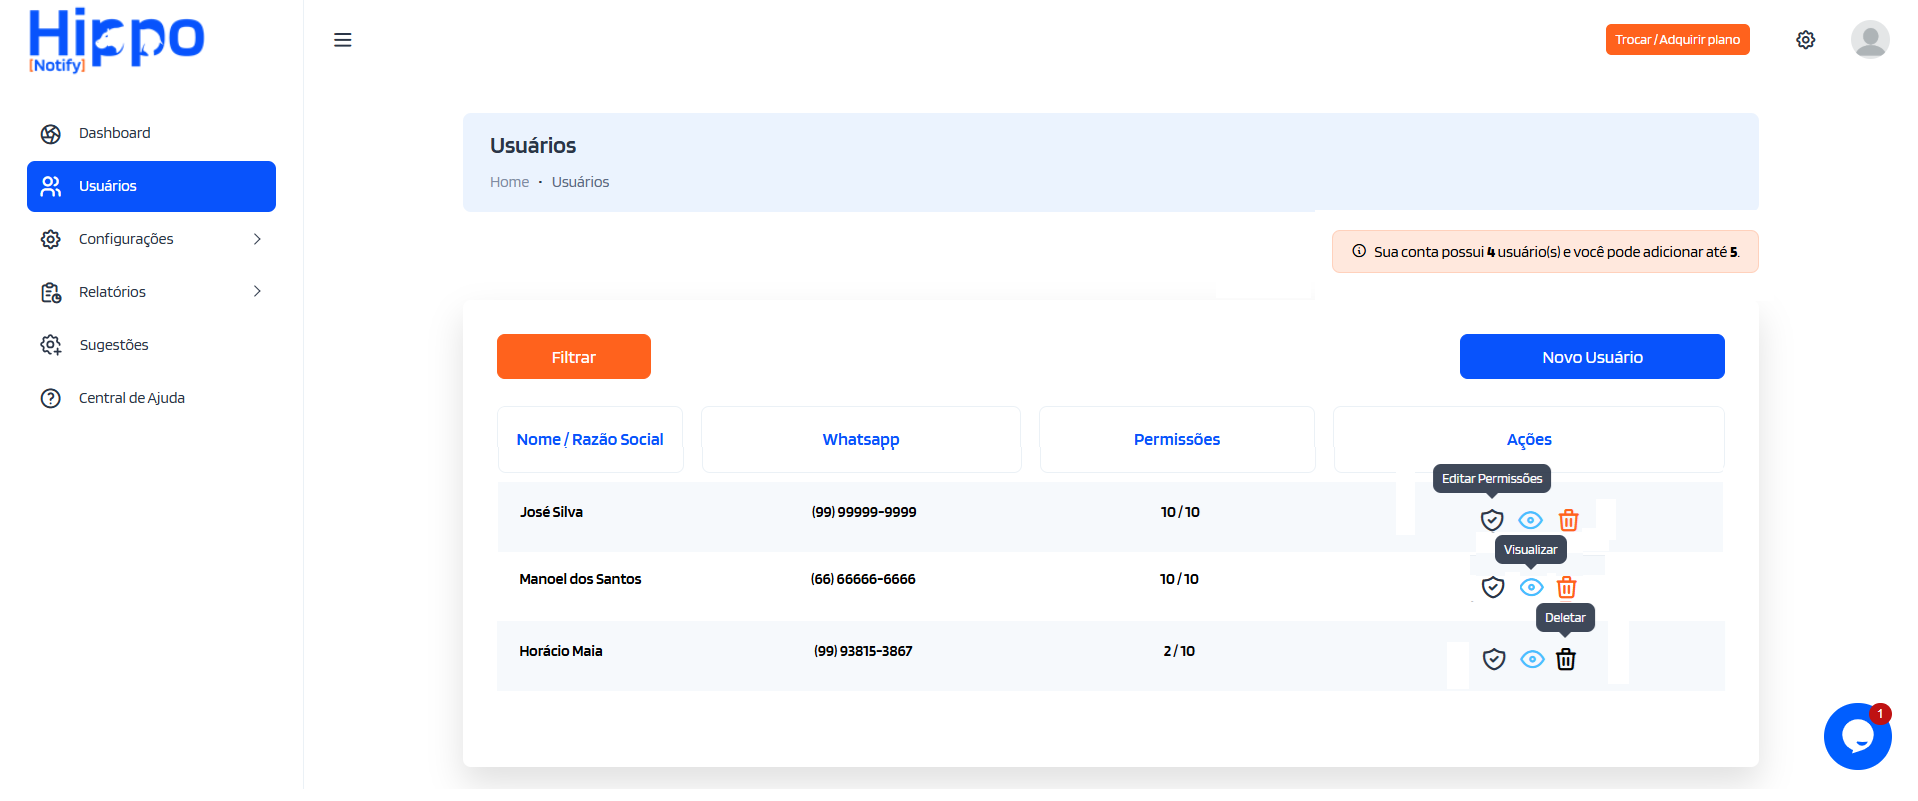 Hippo
[Notify]
Trocar / Adquirir plano
Dashboard
Usuários
Configurações
Relatórios
Sugestões
Central de Ajuda
Usuários
Home • Usuários
Sua conta possui 4 usuário(s) e você pode adicionar até 5.
Filtrar
Novo Usuário
Nome / Razão Social Whatsapp Permissões Ações
Editar Permissões
José Silva (99) 99999-9999 10 / 10
Visualizar
Manoel dos Santos (66) 66666-6666 10 / 10
Deletar
Horácio Maia (99) 93815-3867 2 / 10
1